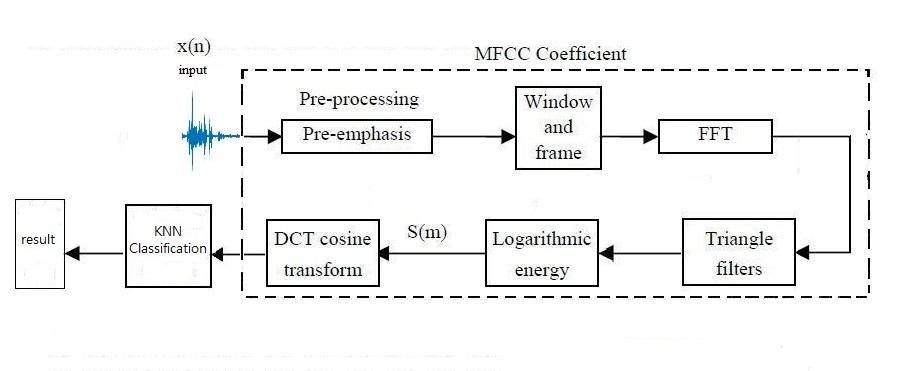 MFCC Coefficient
x(n)
input
Pre-processing
Pre-emphasis
Window
and
frame
FFT
Triangle
filters
Logarithmic
energy
S(m)
DCT cosine
transform
KNN
Classification
result